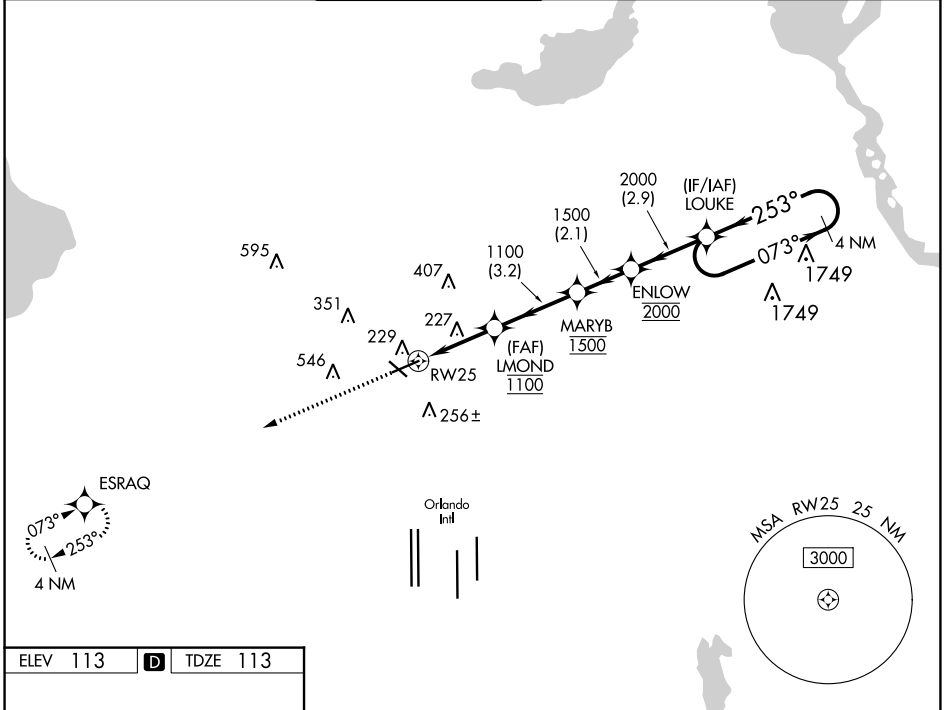 2000
(2.9)
(IF/IAF)
LOUKE
253°
073°
4 NM
1749
1749
1500
(2.1)
1100
(3.2)
595
407
ENLOW
2000
351
MARYB
1500
229
227
(FAF)
LMOND
1100
546
RW25
256±
ESRAQ
073°
253°
4 NM
Orlando
Intl
MSA RW25 25 NM
3000
ELEV 113 D TDZE 113